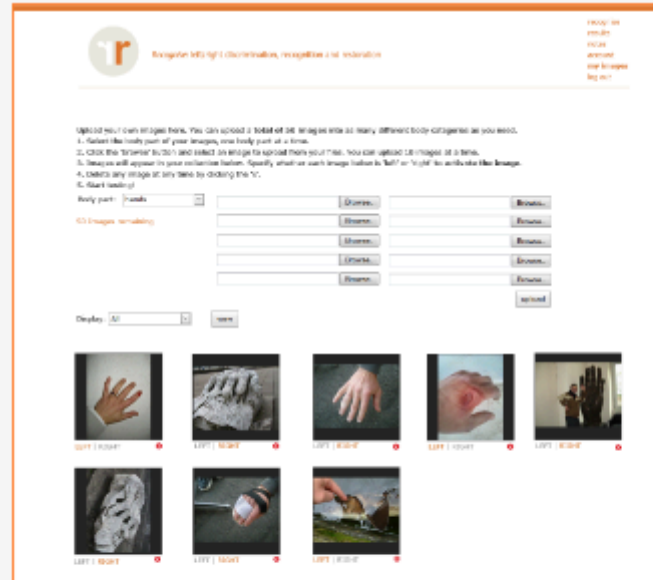 recognise
results
account
my images
log out
Recognise left/right discrimination, recognition and restoration
Upload your own images here. You can upload a total of 50 images into as many different body categories as you need.
1. Select the body part of your images, one body part at a time.
2. Click the 'Browse' button and select an image to upload from your files. You can upload 10 images at a time.
3. Images will appear in your collection below. Specify whether each image below is 'left' or 'right' to activate the image.
4. Delete any image at any time by clicking the 'x'.
5. Start testing!
Body part: hands
Browse... Browse...
images remaining
Browse... Browse...
Browse... Browse...
Browse... Browse...
Browse... Browse...
upload
Display: All save
LEFT | RIGHT LEFT | RIGHT LEFT | RIGHT LEFT | RIGHT LEFT | RIGHT
LEFT | RIGHT LEFT | RIGHT LEFT | RIGHT